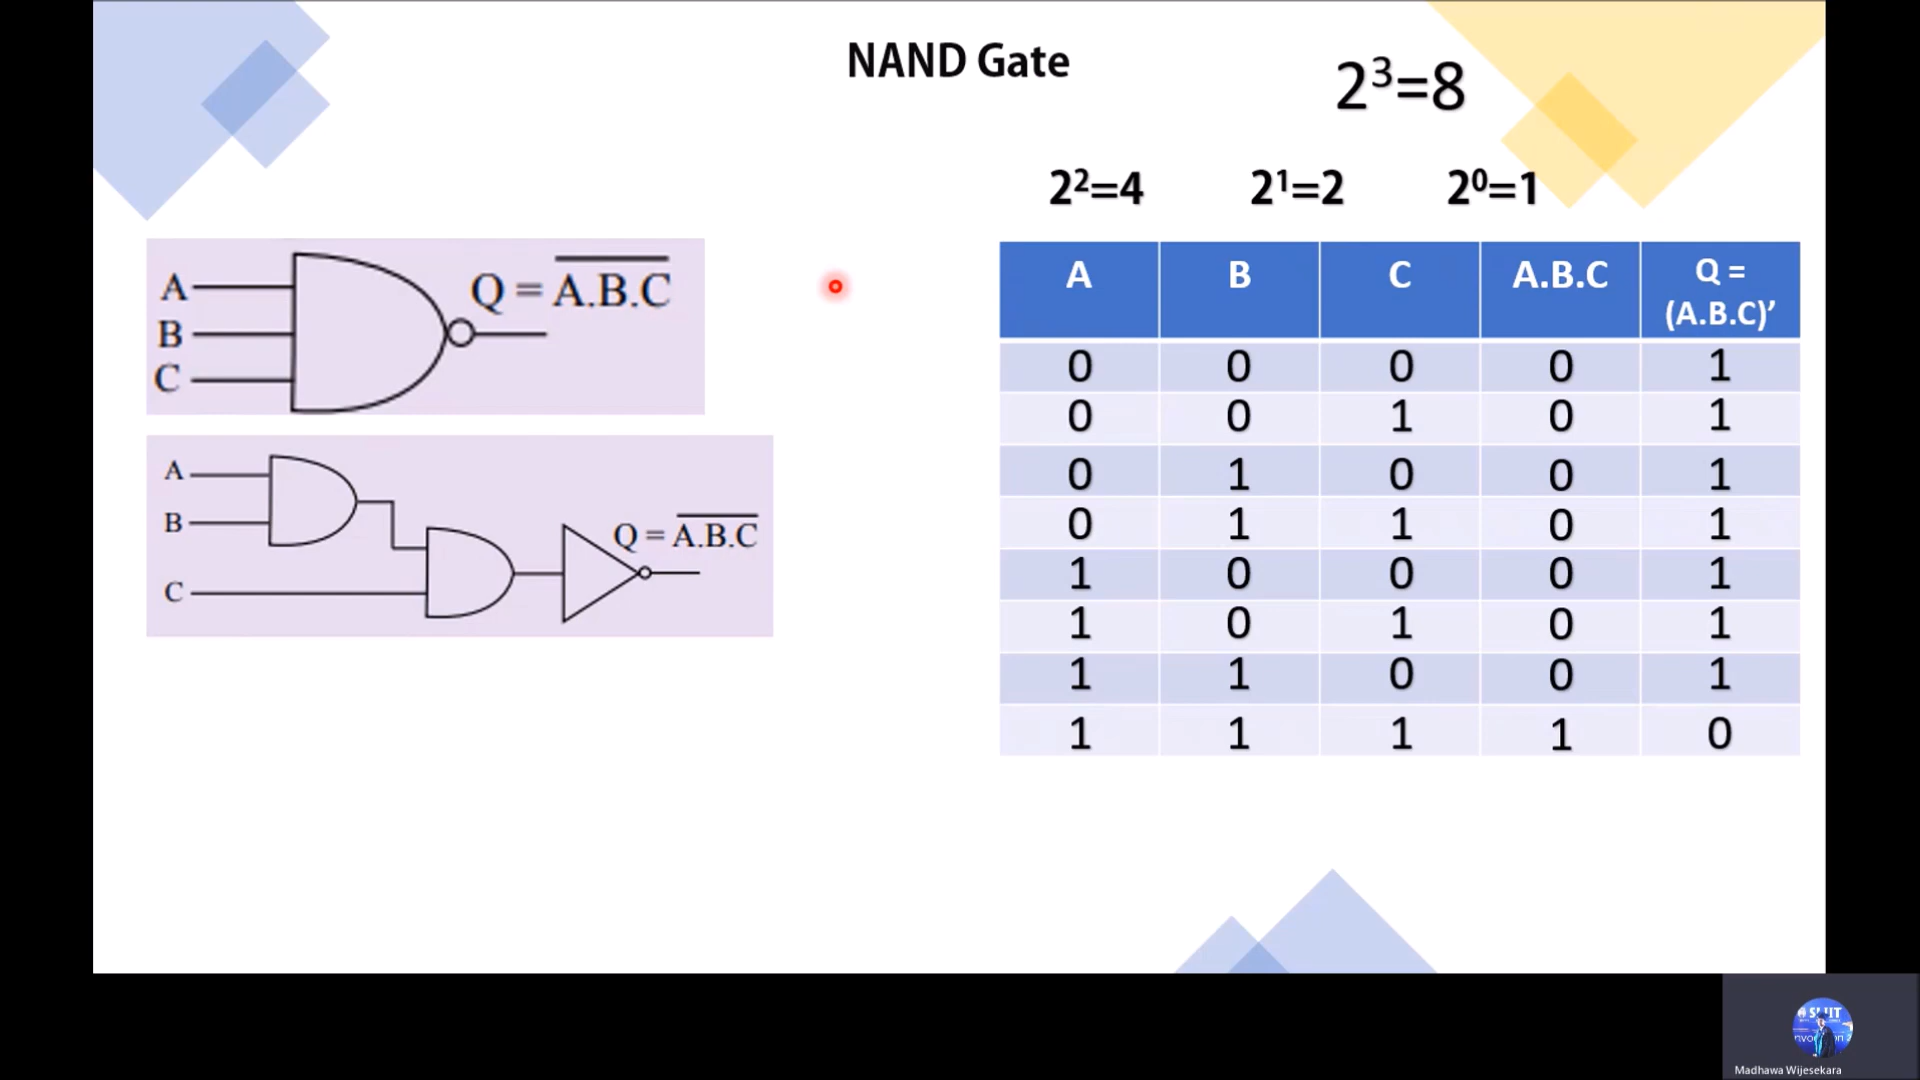 NAND Gate
2³=8
2²=4 2¹=2 2⁰=1
A
B
C
Q = A̅.̅B̅.̅C̅
A
B
C
Q = A̅.̅B̅.̅C̅
A B C A.B.C Q = (A.B.C)’
0 0 0 0 1
0 0 1 0 1
0 1 0 0 1
0 1 1 0 1
1 0 0 0 1
1 0 1 0 1
1 1 0 0 1
1 1 1 1 0
Madhawa Wijesekara